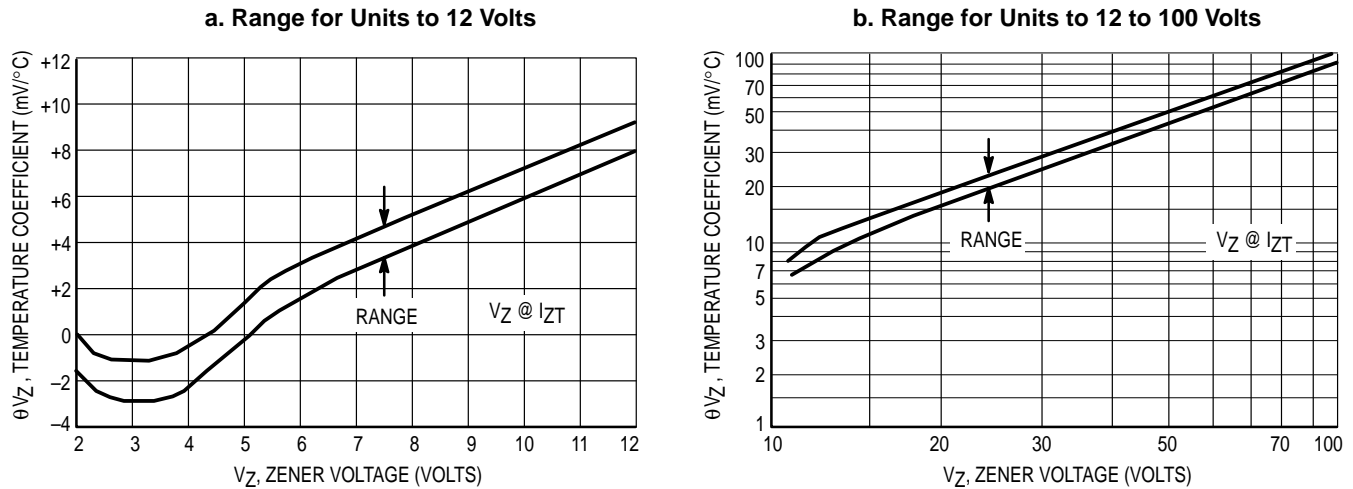 a. Range for Units to 12 Volts
θVZ, TEMPERATURE COEFFICIENT (mV/°C)
+12
+10
+8
+6
+4
+2
0
–2
–4
RANGE
VZ @ IZT
2 3 4 5 6 7 8 9 10 11 12
VZ, ZENER VOLTAGE (VOLTS)
b. Range for Units to 12 to 100 Volts
θVZ, TEMPERATURE COEFFICIENT (mV/°C)
100
70
50
30
20
10
7
5
3
2
1
RANGE
VZ @ IZT
10 20 30 50 70 100
VZ, ZENER VOLTAGE (VOLTS)